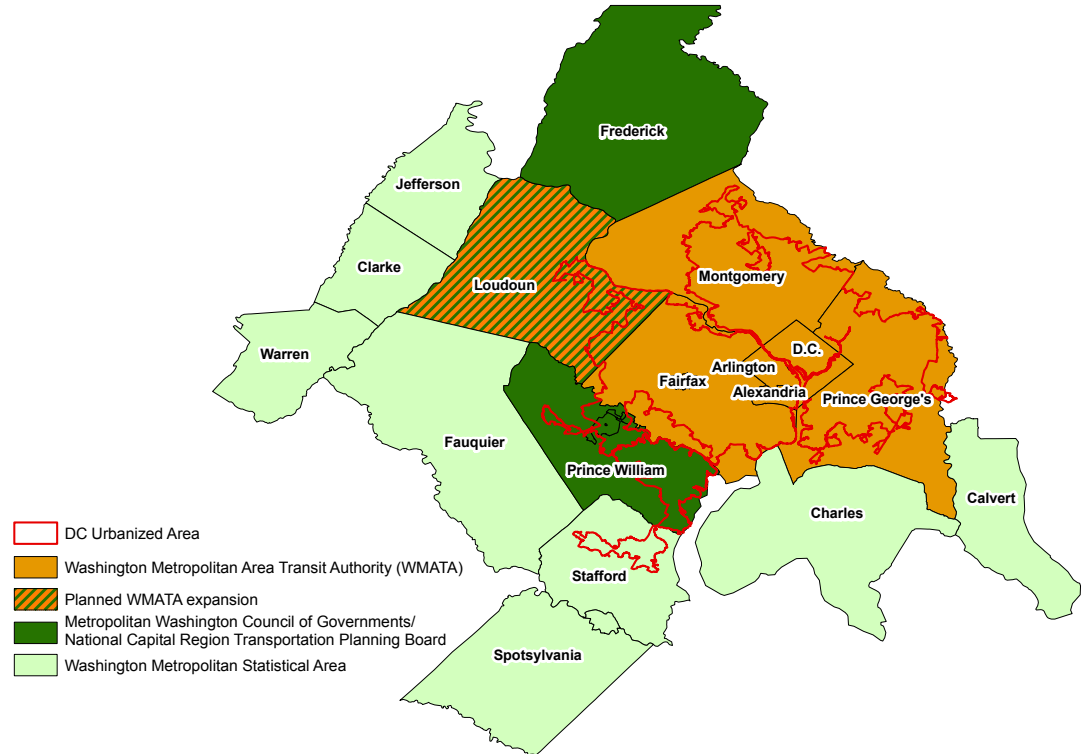 Frederick
Jefferson
Clarke
Loudoun
Montgomery
Warren
D.C.
Arlington
Fairfax
Alexandria
Prince George's
Fauquier
Prince William
Calvert
Charles
Stafford
Spotsylvania
DC Urbanized Area
Washington Metropolitan Area Transit Authority (WMATA)
Planned WMATA expansion
Metropolitan Washington Council of Governments/
National Capital Region Transportation Planning Board
Washington Metropolitan Statistical Area